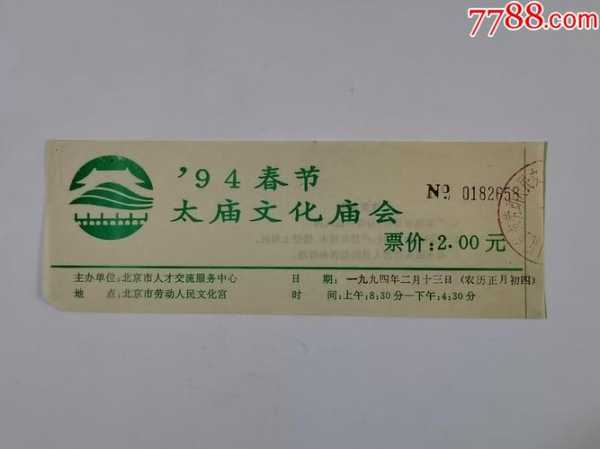 7788.com
'94春节
太庙文化庙会
Nº 0182658
票价:2.00元
主办单位:北京市人才交流服务中心 日 期:一九九四年二月十三日(农历正月初四)
地 点:北京市劳动人民文化宫 时 间:上午:8:30分—下午:4:30分